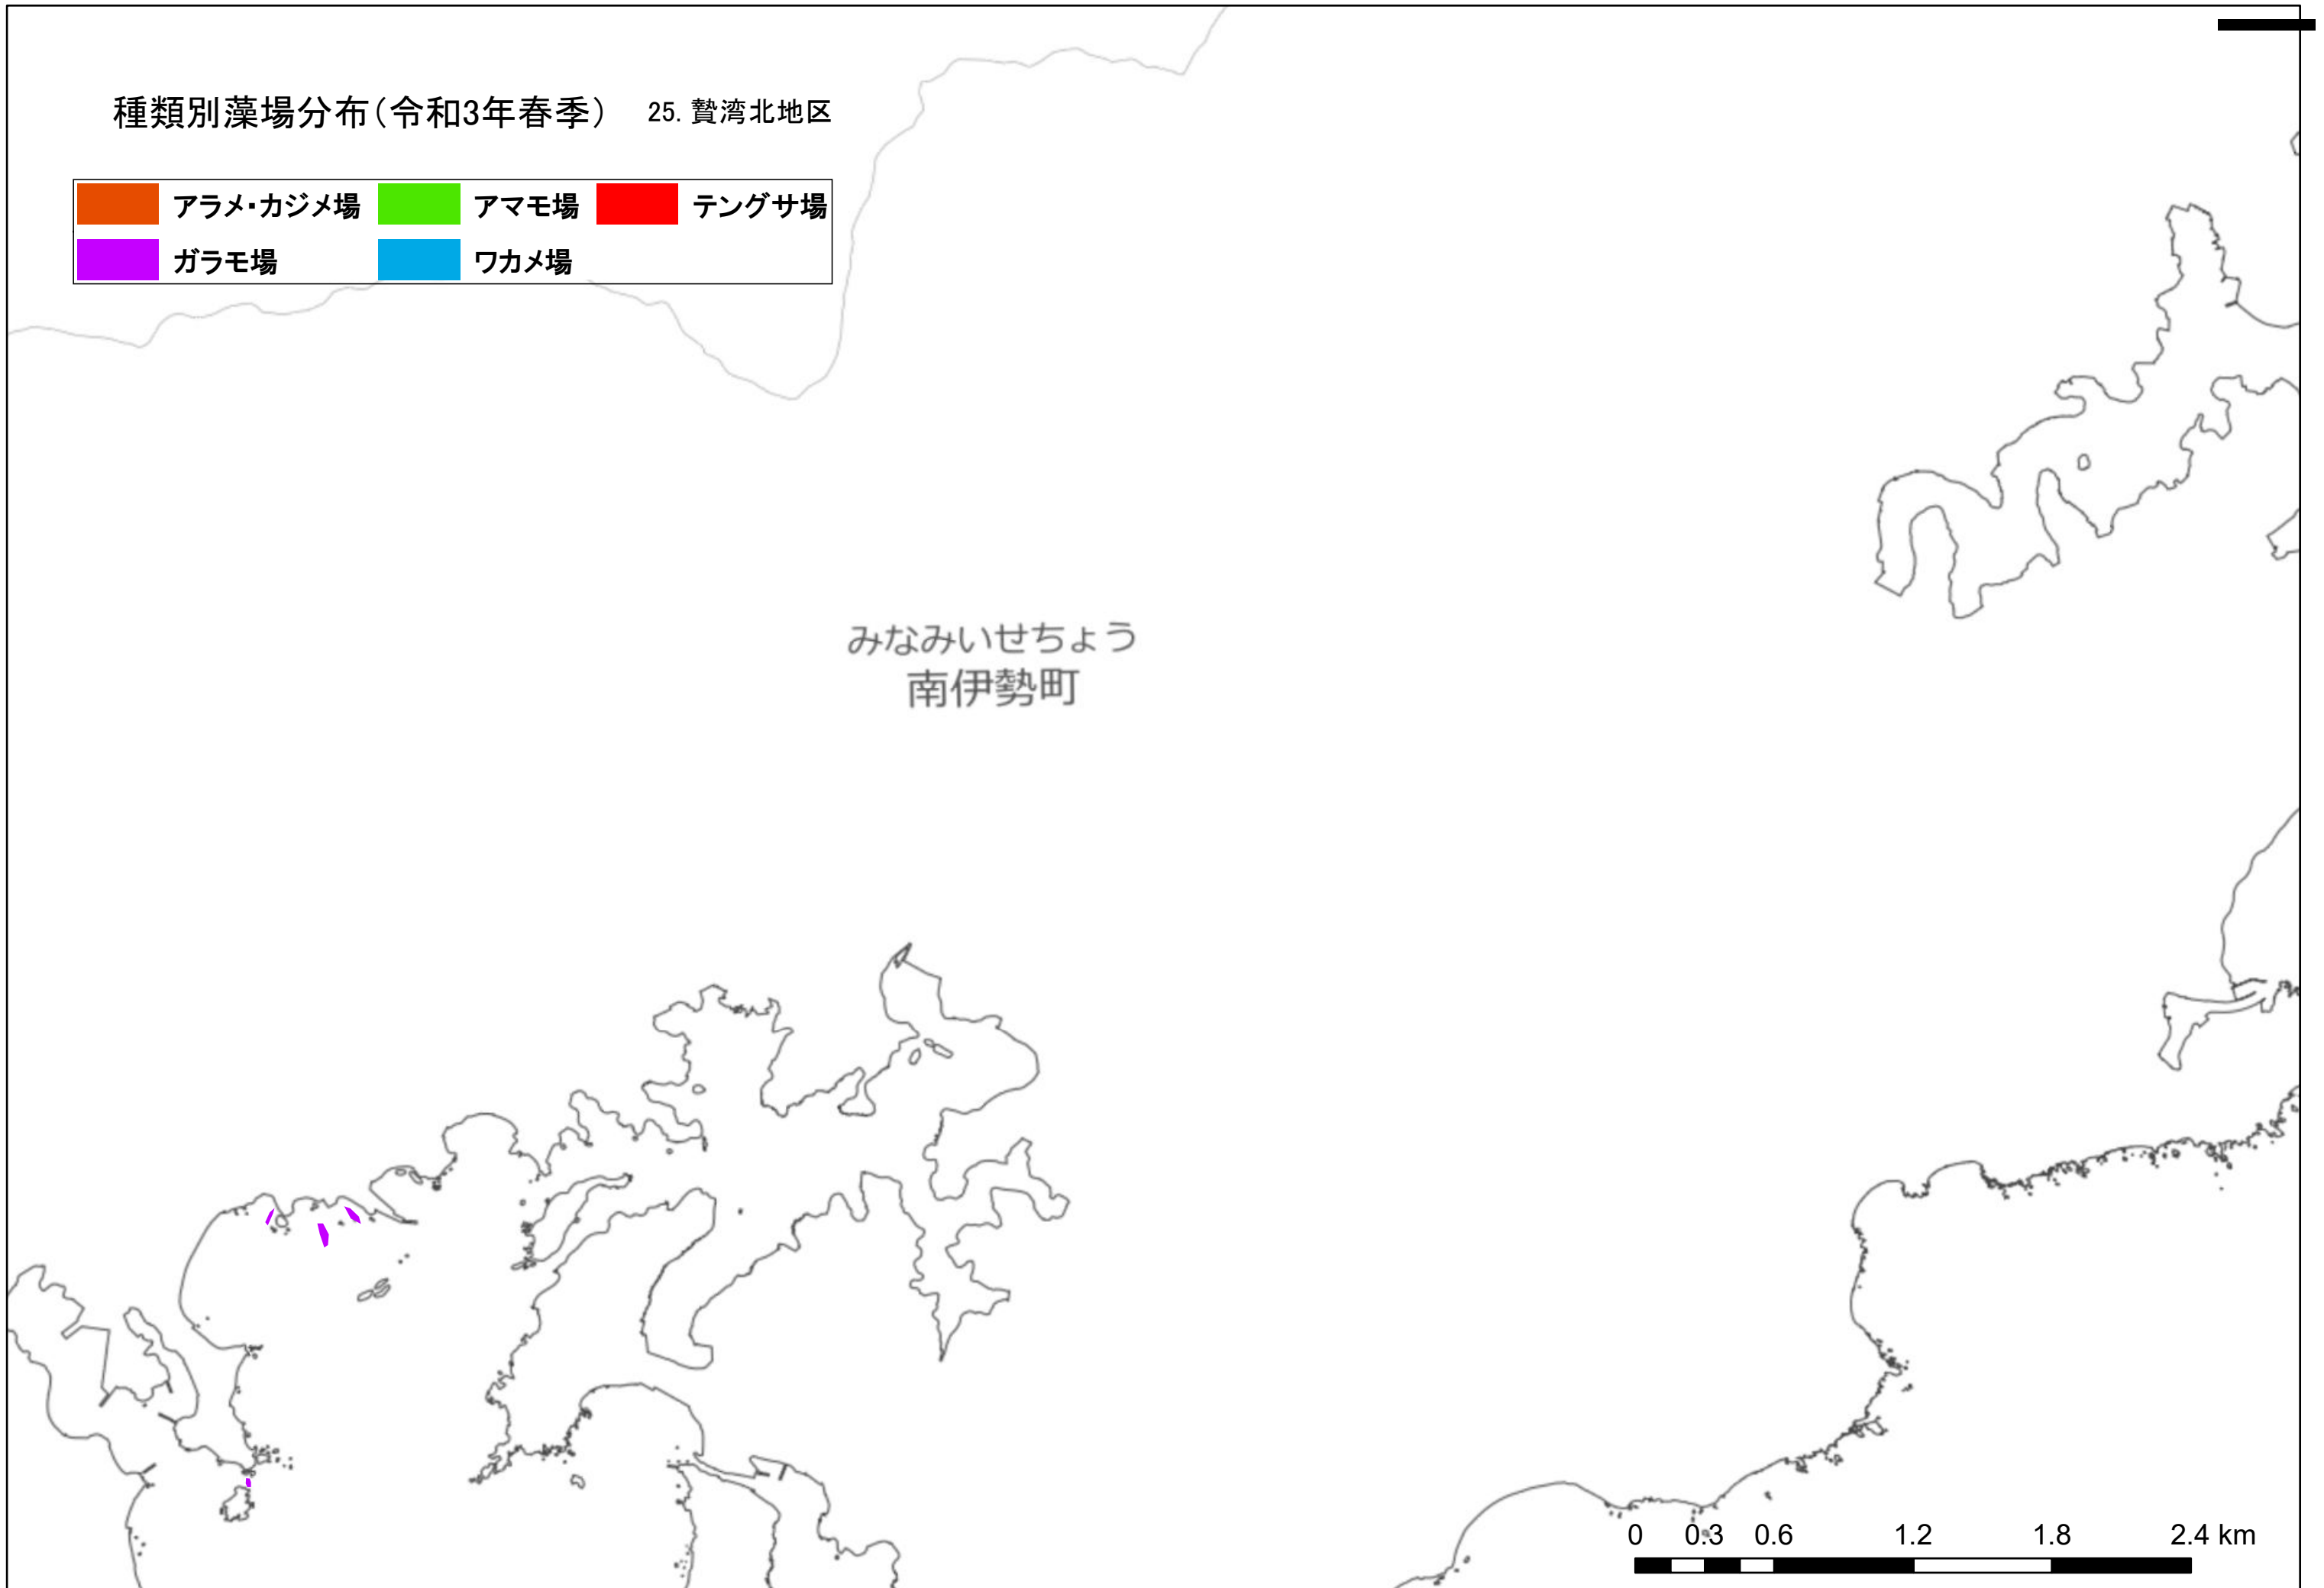 種類別藻場分布(令和3年春季) 25. 贄湾北地区
アラメ・カジメ場 アマモ場 テングサ場
ガラモ場 ワカメ場
みなみいせちょう
南伊勢町
0 0.3 0.6 1.2 1.8 2.4 km